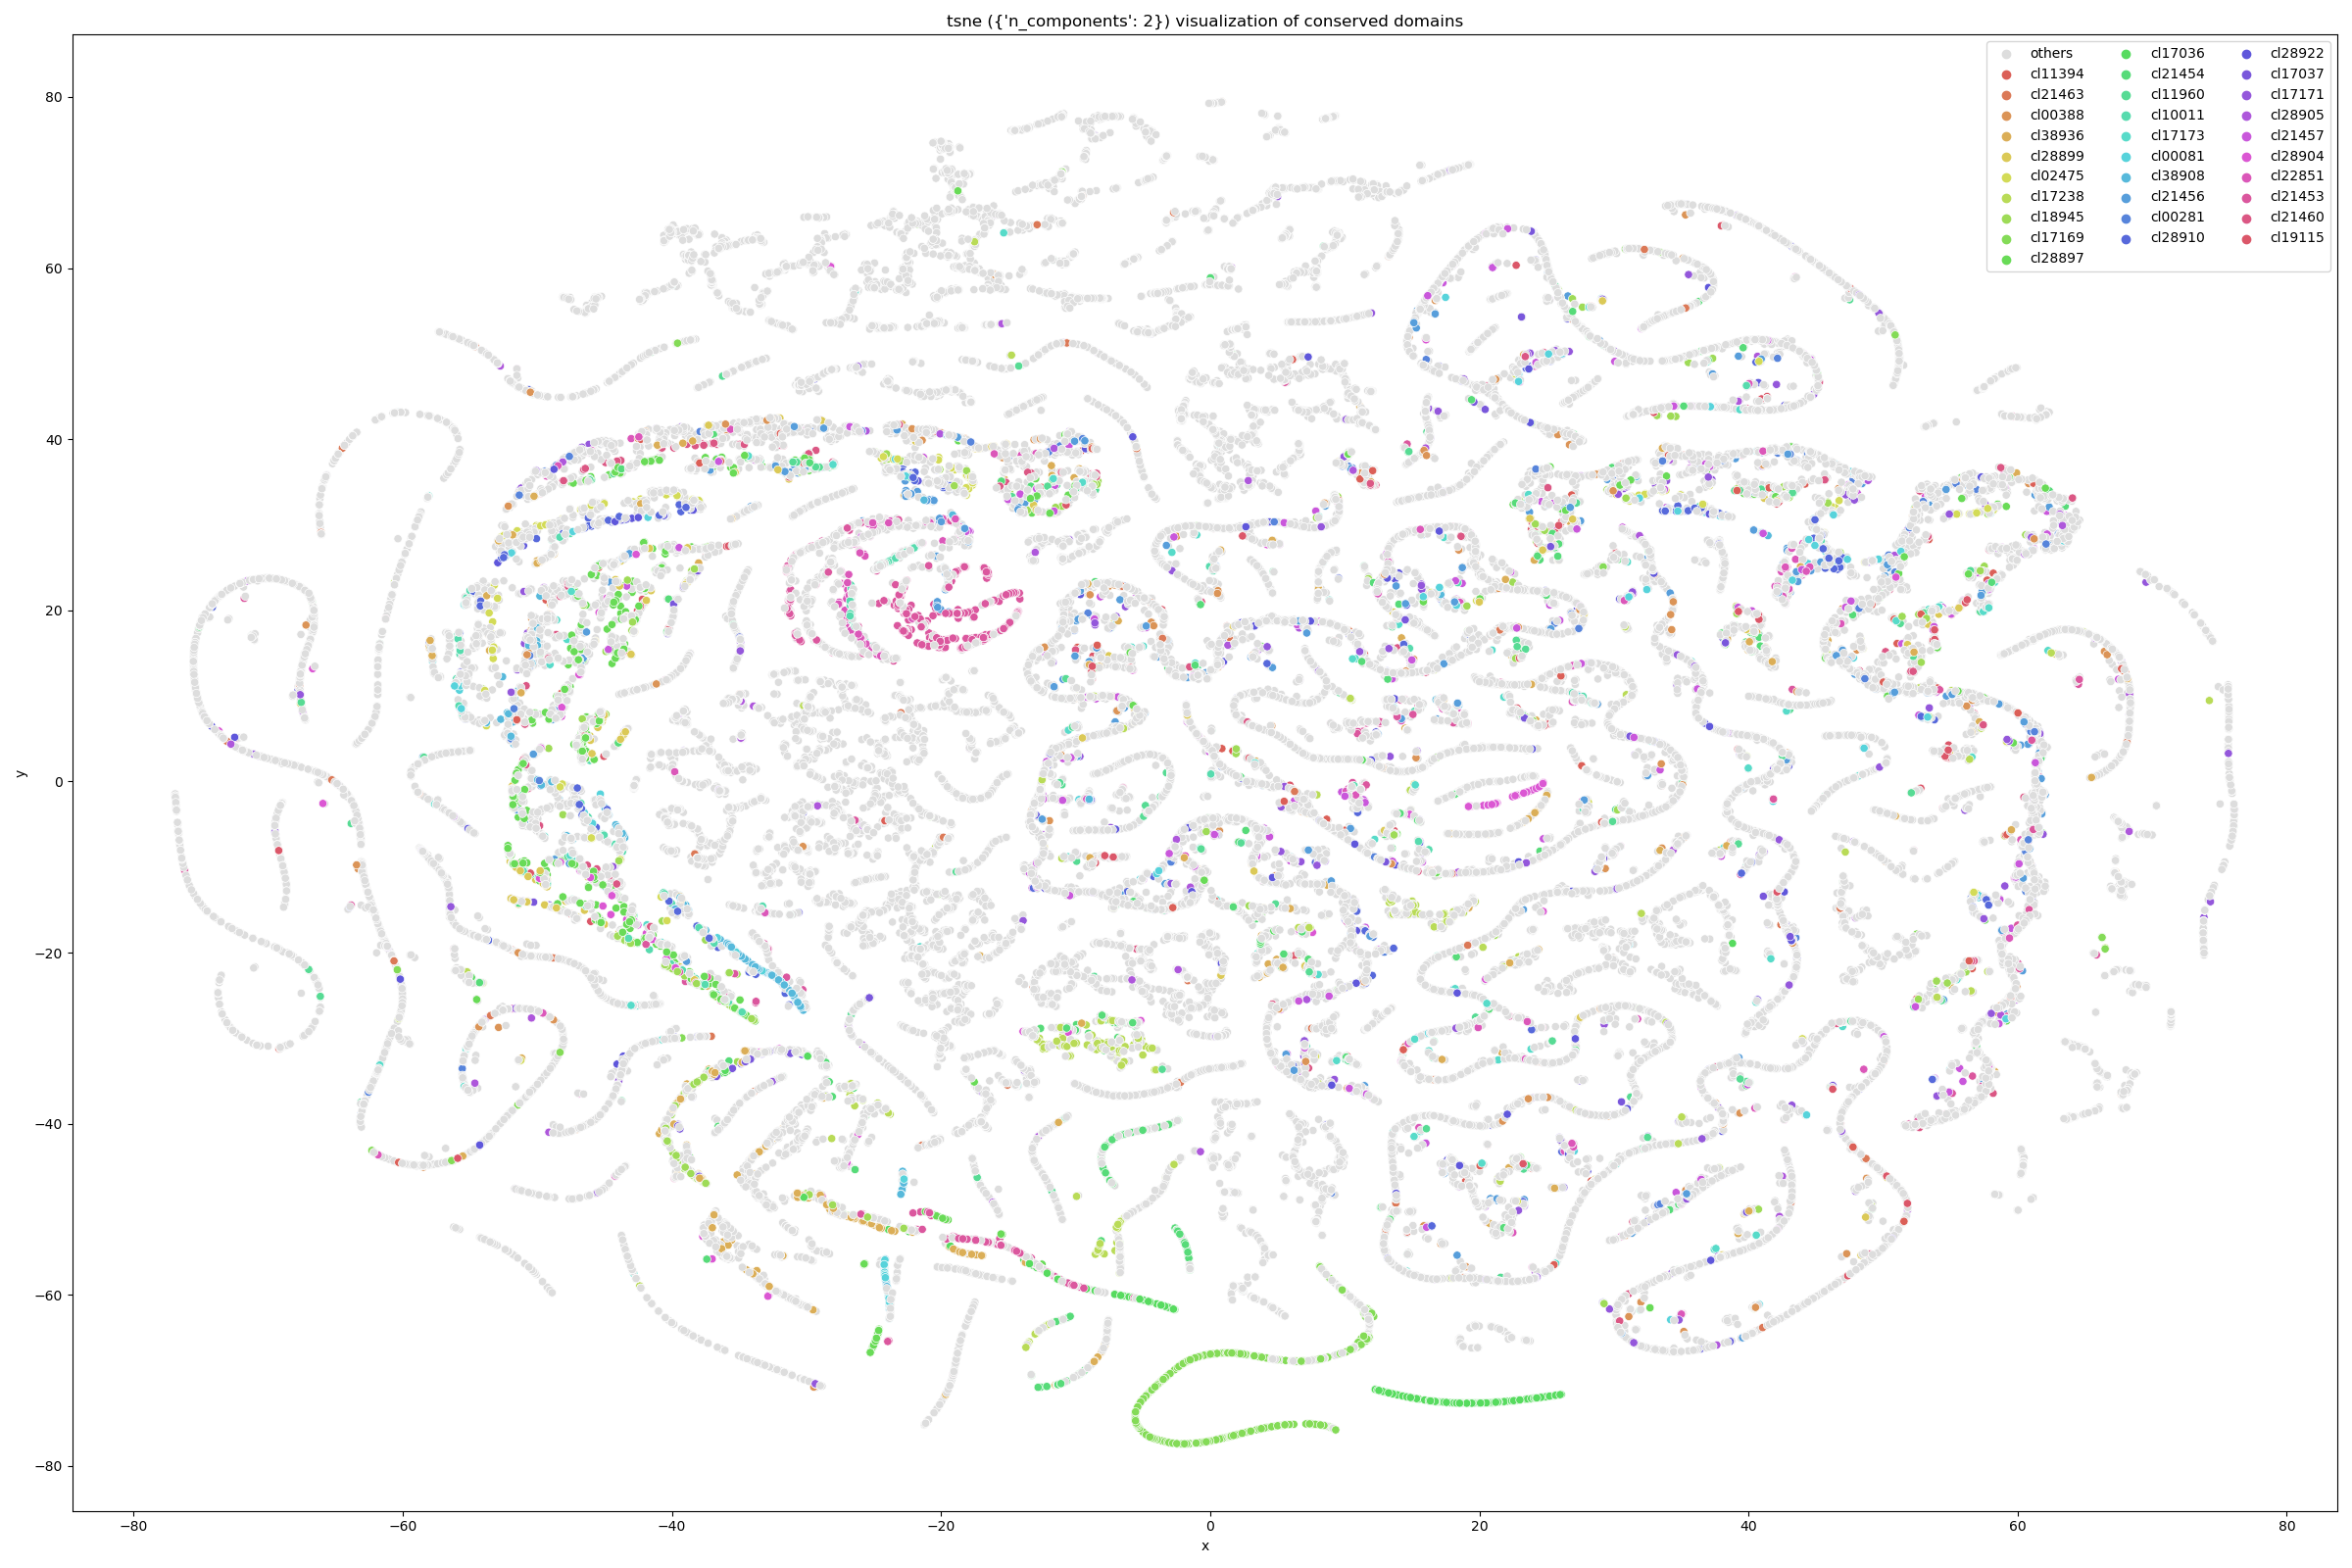 tsne ({'n_components': 2}) visualization of conserved domains
others
cl11394
cl21463
cl00388
cl38936
cl28899
cl02475
cl17238
cl18945
cl17169
cl28897
cl17036
cl21454
cl11960
cl10011
cl17173
cl00081
cl38908
cl21456
cl00281
cl28910
cl28922
cl17037
cl17171
cl28905
cl21457
cl28904
cl22851
cl21453
cl21460
cl19115
80
60
40
20
0
−20
−40
−60
−80
y
−80 −60 −40 −20 0 20 40 60 80
x